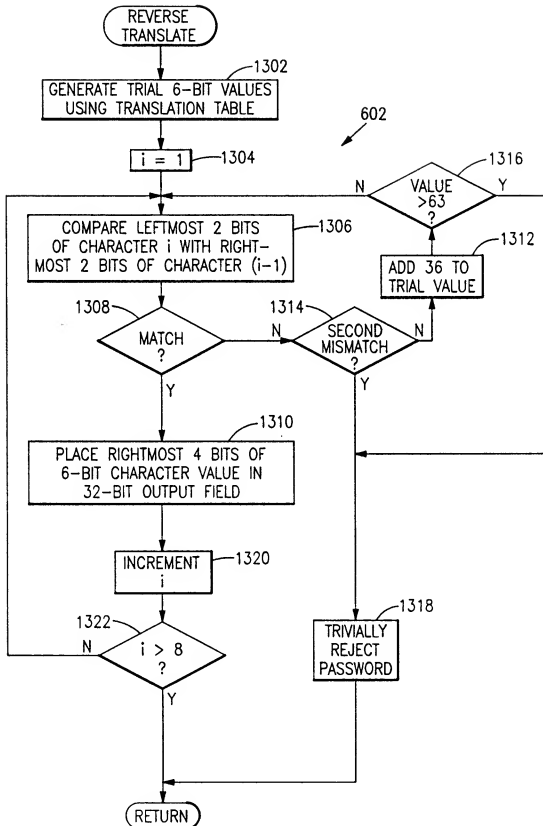 REVERSE
TRANSLATE
1302
GENERATE TRIAL 6-BIT VALUES
USING TRANSLATION TABLE
602
i = 1
1304
1316
N
VALUE
>63
?
Y
COMPARE LEFTMOST 2 BITS
OF CHARACTER i WITH RIGHT-
MOST 2 BITS OF CHARACTER (i-1)
1306
1312
ADD 36 TO
TRIAL VALUE
1308
MATCH
?
N
Y
1314
SECOND
MISMATCH
?
N
Y
1310
PLACE RIGHTMOST 4 BITS OF
6-BIT CHARACTER VALUE IN
32-BIT OUTPUT FIELD
INCREMENT
i
1320
1322
N
i > 8
?
Y
1318
TRIVIALLY
REJECT
PASSWORD
RETURN